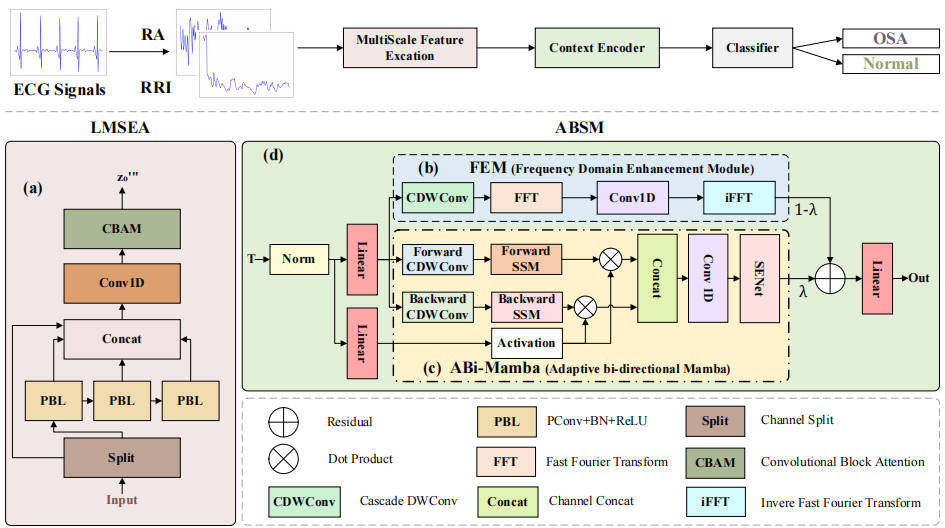 ECG Signals
RA
RRI
MultiScale Feature
Excation
Context Encoder
Classifier
OSA
Normal
LMSEA
(a)
z₀'"
CBAM
Conv1D
Concat
PBL
PBL
PBL
Split
Input
ABSM
(d)
(b) FEM (Frequency Domain Enhancement Module)
CDWConv
FFT
Conv1D
iFFT
1-λ
T
Norm
Linear
Linear
Forward
CDWConv
Forward
SSM
Backward
CDWConv
Backward
SSM
Activation
Concat
Conv 1D
SENet
λ
Linear
Out
(c) ABi-Mamba (Adaptive bi-directional Mamba)
Residual
PBL
PConv+BN+ReLU
Split
Channel Split
Dot Product
FFT
Fast Fourier Transform
CBAM
Convolutional Block Attention
CDWConv
Cascade DWConv
Concat
Channel Concat
iFFT
Invere Fast Fourier Transform